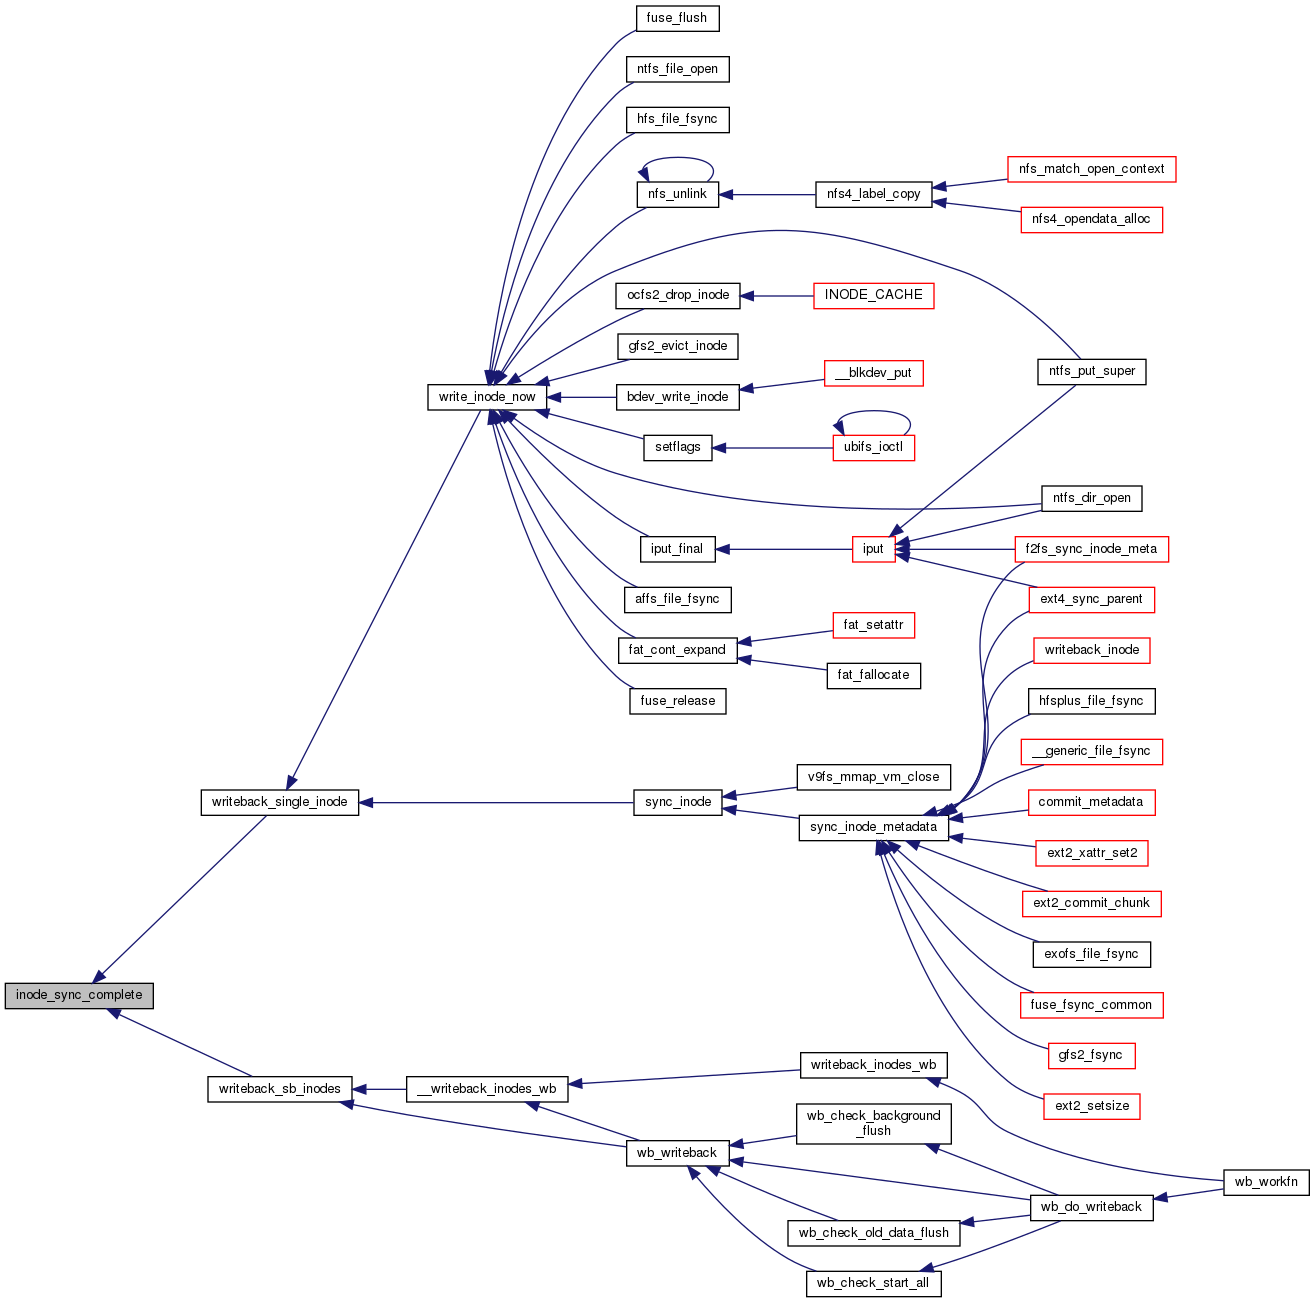 fuse_flush
ntfs_file_open
hfs_file_fsync
nfs_match_open_context
nfs_unlink
nfs4_label_copy
nfs4_opendata_alloc
ocfs2_drop_inode
INODE_CACHE
gfs2_evict_inode
ntfs_put_super
__blkdev_put
write_inode_now
bdev_write_inode
setflags
ubifs_ioctl
ntfs_dir_open
iput_final
iput
f2fs_sync_inode_meta
affs_file_fsync
ext4_sync_parent
fat_setattr
fat_cont_expand
writeback_inode
fat_fallocate
fuse_release
hfsplus_file_fsync
__generic_file_fsync
v9fs_mmap_vm_close
writeback_single_inode
sync_inode
commit_metadata
sync_inode_metadata
ext2_xattr_set2
ext2_commit_chunk
exofs_file_fsync
inode_sync_complete
fuse_fsync_common
gfs2_fsync
writeback_inodes_wb
writeback_sb_inodes
__writeback_inodes_wb
ext2_setsize
wb_check_background
_flush
wb_writeback
wb_workfn
wb_do_writeback
wb_check_old_data_flush
wb_check_start_all